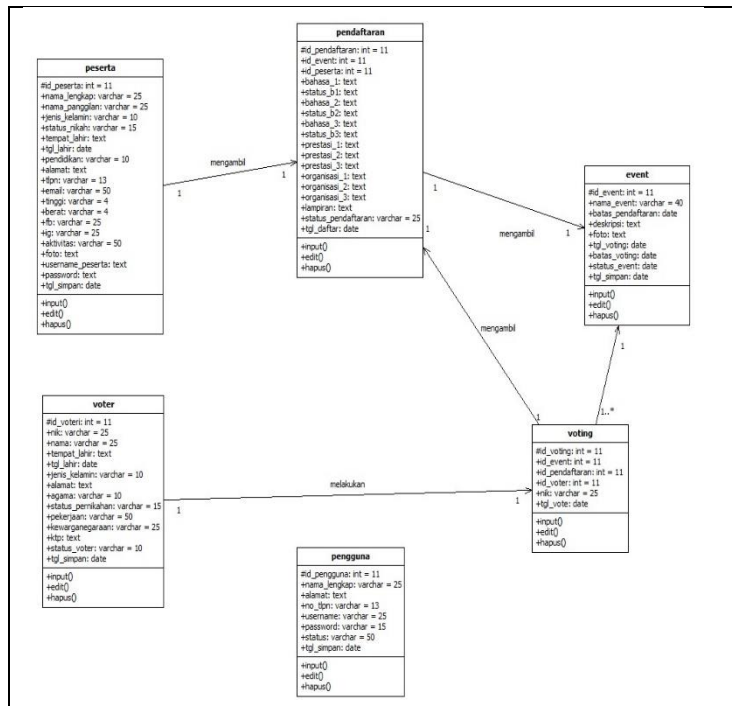 peserta
#id_peserta: int = 11
+nama_lengkap: varchar = 25
+nama_panggilan: varchar = 25
+jenis_kelamin: varchar = 10
+status_nikah: varchar = 15
+tempat_lahir: text
+tgl_lahir: date
+pendidikan: varchar = 10
+alamat: text
+tlpn: varchar = 13
+email: varchar = 50
+tinggi: varchar = 4
+berat: varchar = 4
+fb: varchar = 25
+ig: varchar = 25
+aktivitas: varchar = 50
+foto: text
+username_peserta: text
+password: text
+tgl_simpan: date
+input()
+edit()
+hapus()
mengambil
1
1
pendaftaran
#id_pendaftaran: int = 11
+id_event: int = 11
+id_peserta: int = 11
+bahasa_1: text
+status_b1: text
+bahasa_2: text
+status_b2: text
+bahasa_3: text
+status_b3: text
+prestasi_1: text
+prestasi_2: text
+prestasi_3: text
+organsasi_1: text
+organisasi_2: text
+organisasi_3: text
+lampiran: text
+status_pendaftaran: varchar = 25
+tgl_daftar: date
+input()
+edit()
+hapus()
1
mengambil
1
event
#id_event: int = 11
+nama_event: varchar = 40
+batas_pendaftaran: date
+deskripsi: text
+foto: text
+tgl_voting: date
+batas_voting: date
+status_event: date
+tgl_simpan: date
+input()
+edit()
+hapus()
1
mengambil
1
1
1..*
voter
#id_voteri: int = 11
+nik: varchar = 25
+nama: varchar = 25
+tempat_lahir: text
+tgl_lahir: date
+jenis_kelamin: varchar = 10
+alamat: text
+agama: varchar = 10
+status_pernikahan: varchar = 15
+pekerjaan: varchar = 50
+kewarganegaraan: varchar = 25
+ktp: text
+status_voter: varchar = 10
+tgl_simpan: date
+input()
+edit()
+hapus()
melakukan
1
1
voting
#id_voting: int = 11
+id_event: int = 11
+id_pendaftaran: int = 11
+id_voter: int = 11
+nik: varchar = 25
+tgl_vote: date
+input()
+edit()
+hapus()
pengguna
#id_pengguna: int = 11
+nama_lengkap: varchar = 25
+alamat: text
+no_tlpn: varchar = 13
+username: varchar = 25
+password: varchar = 15
+status: varchar = 50
+tgl_simpan: date
+input()
+edit()
+hapus()